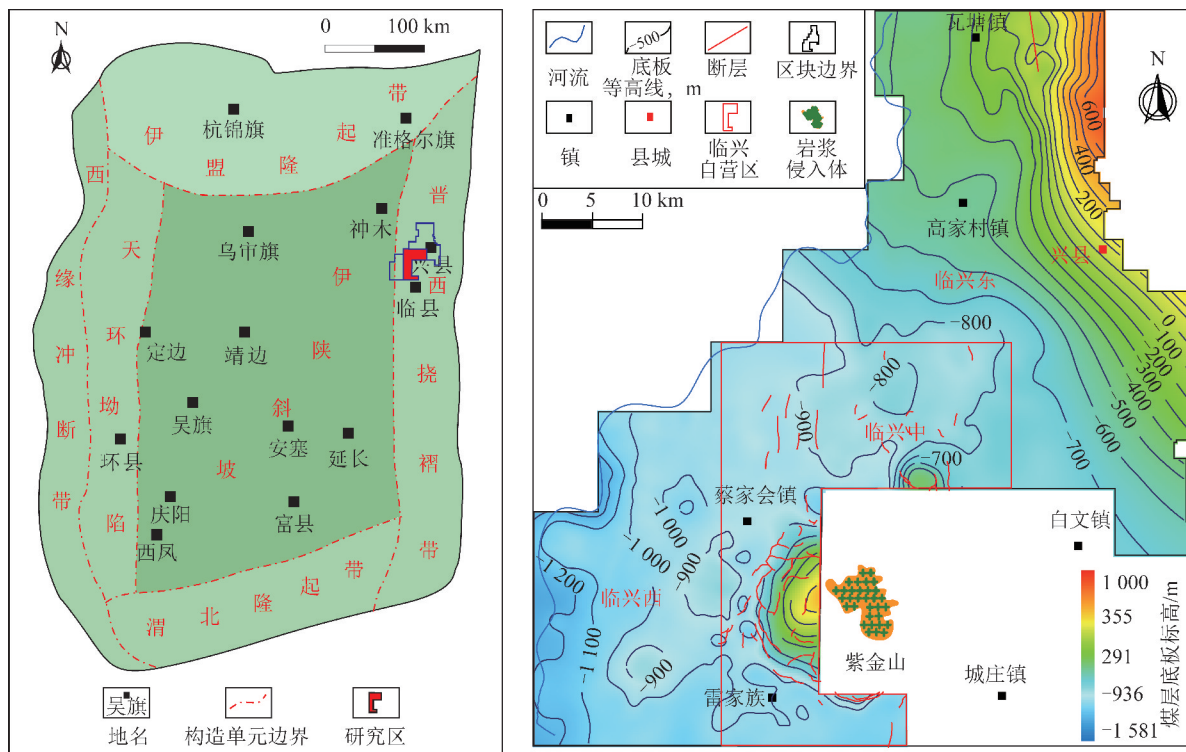 N
0 100 km
伊盟隆起带
杭锦旗
准格尔旗
西缘冲断带
天环坳陷
晋西挠褶带
神木
乌审旗
兴县
临县
伊陕斜坡
定边
靖边
吴旗
安塞
延长
环县
庆阳
富县
西风
渭北隆起带
吴旗
地名
构造单元边界
研究区
-500
河流
底板
等高线, m
断层
区块边界
镇
县城
临兴
自营区
岩浆
侵入体
0 5 10 km
N
瓦塘镇
600
400
-200
高家村镇
兴县
临兴东
0
-100
-200
-300
-400
-500
-600
-700
-800
-800
-900
临兴中
-700
蔡家会镇
白文镇
-1 000
-1 000
-900
-1 200
临兴西
-1 100
-900
紫金山
雷家族
城庄镇
1 000
355
291
-936
-1 581
煤层底板标高/m